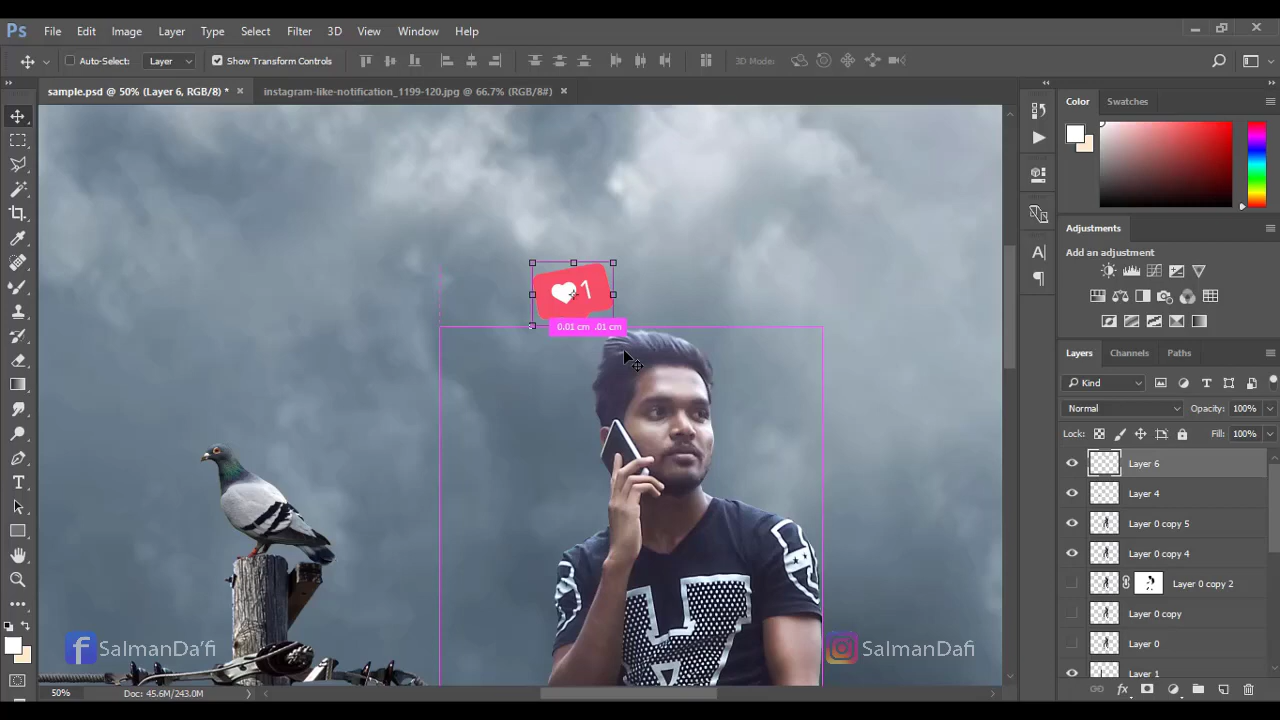 Ps File Edit Image Layer Type Select Filter 3D View Window Help
Auto-Select: Layer Show Transform Controls 3D Mode:
sample.psd @ 50% (Layer 6, RGB/8) * × instagram-like-notification_1199-120.jpg @ 66.7% (RGB/8#) ×
Color Swatches
Adjustments
Add an adjustment
1
0.01 cm .01 cm
Layers Channels Paths
Kind
Normal Opacity: 100%
Lock: Fill: 100%
Layer 6
Layer 4
Layer 0 copy 5
Layer 0 copy 4
Layer 0 copy 2
Layer 0 copy
Layer 0
Layer 1
f SalmanDa'fi
SalmanDafi
50% Doc: 45.6M/243.0M